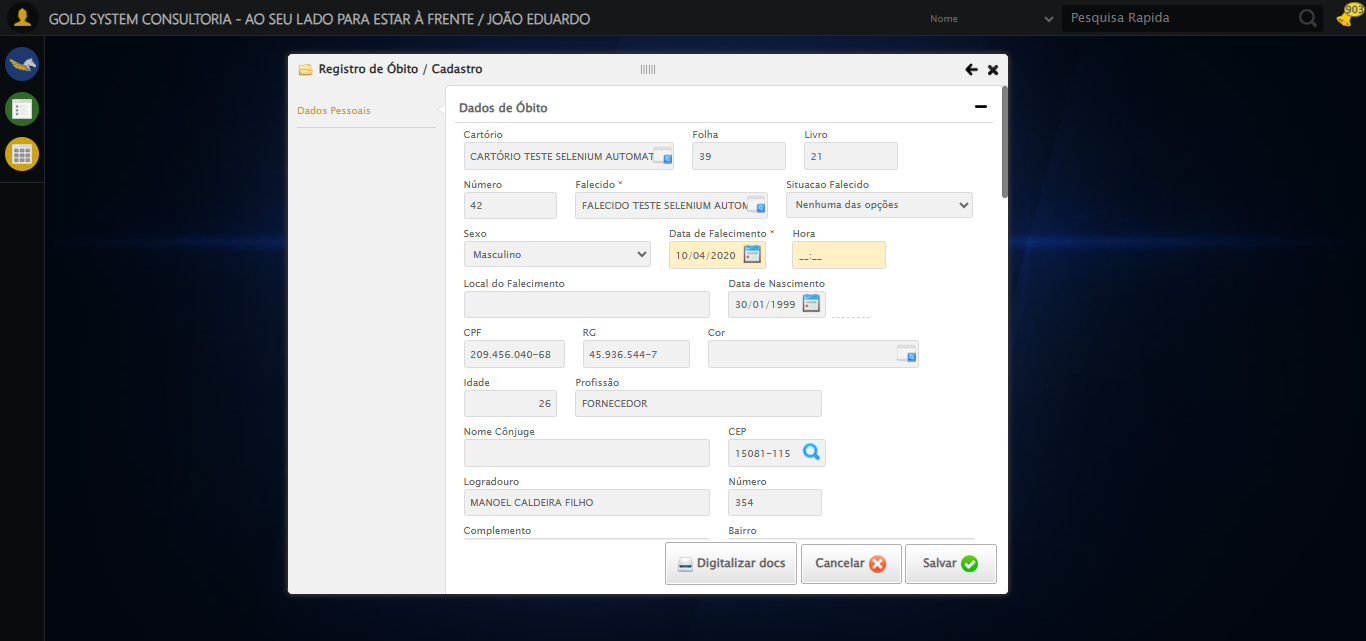 GOLD SYSTEM CONSULTORIA - AO SEU LADO PARA ESTAR À FRENTE / JOÃO EDUARDO
Nome
Pesquisa Rapida
903
Registro de Óbito / Cadastro
Dados Pessoais
Dados de Óbito
Cartório Folha Livro
CARTÓRIO TESTE SELENIUM AUTOMAT 39 21
Número Falecido * Situacao Falecido
42 FALECIDO TESTE SELENIUM AUTOM Nenhuma das opções
Sexo Data de Falecimento * Hora
Masculino 10/04/2020 __:__
Local do Falecimento Data de Nascimento
30/01/1999
CPF RG Cor
209.456.040-68 45.936.544-7
Idade Profissão
26 FORNECEDOR
Nome Cônjuge CEP
15081-115
Logradouro Número
MANOEL CALDEIRA FILHO 354
Complemento Bairro
Digitalizar docs Cancelar Salvar